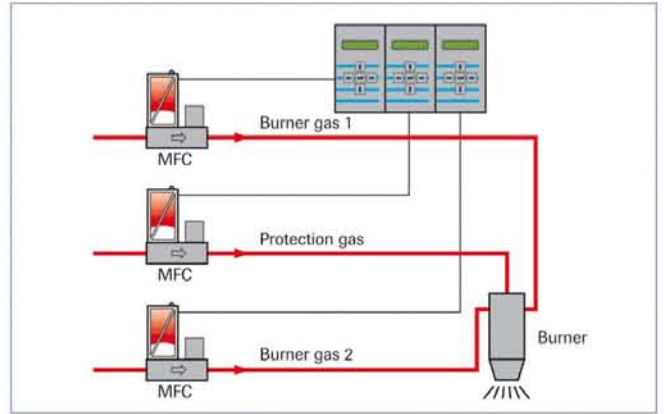 Burner gas 1
MFC
Protection gas
MFC
Burner
Burner gas 2
MFC